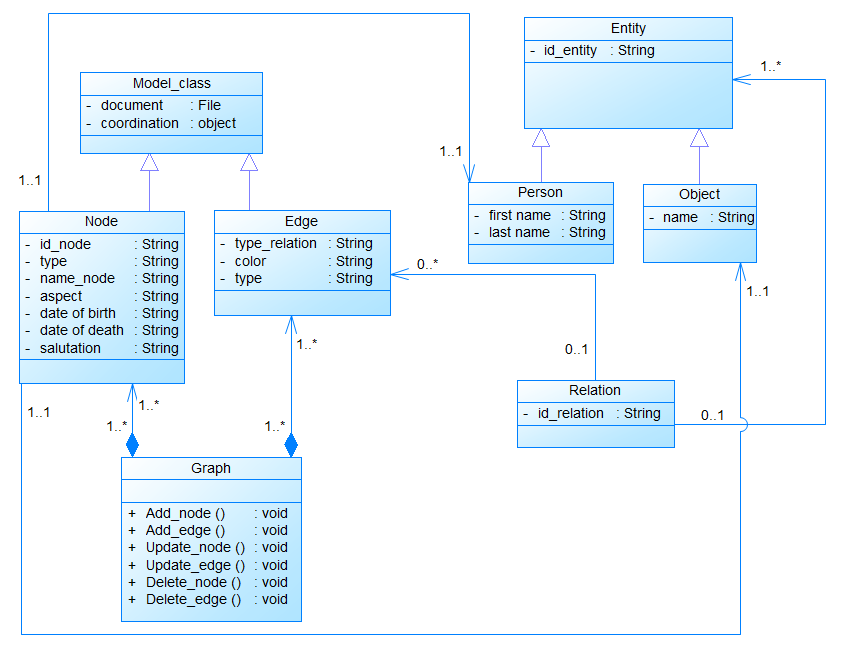 Entity
- id_entity : String
1..*
Model_class
- document : File
- coordination : object
1..1
1..1
Person
- first name : String
- last name : String
Object
- name : String
Node
- id_node : String
- type : String
- name_node : String
- aspect : String
- date of birth : String
- date of death : String
- salutation : String
Edge
- type_relation : String
- color : String
- type : String
0..*
1..1
1..*
0..1
Relation
- id_relation : String
0..1
1..1
1..*
1..*
1..*
Graph
+ Add_node () : void
+ Add_edge () : void
+ Update_node () : void
+ Update_edge () : void
+ Delete_node () : void
+ Delete_edge () : void